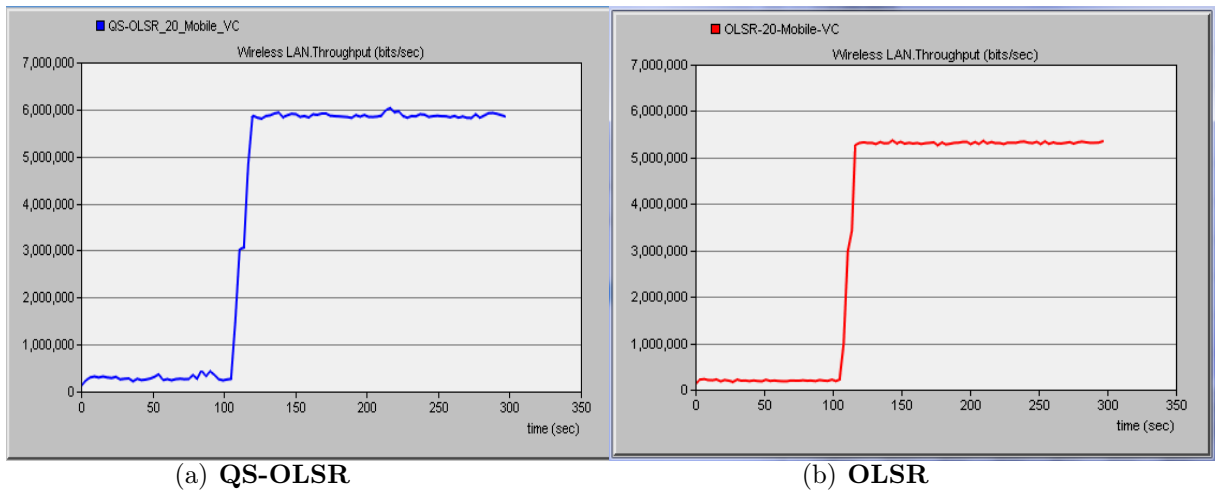 QS-OLSR_20_Mobile_VC
Wireless LAN.Throughput (bits/sec)
7,000,000
6,000,000
5,000,000
4,000,000
3,000,000
2,000,000
1,000,000
0
0 50 100 150 200 250 300 350
time (sec)
(a) QS-OLSR
OLSR-20-Mobile-VC
Wireless LAN.Throughput (bits/sec)
7,000,000
6,000,000
5,000,000
4,000,000
3,000,000
2,000,000
1,000,000
0
0 50 100 150 200 250 300 350
time (sec)
(b) OLSR